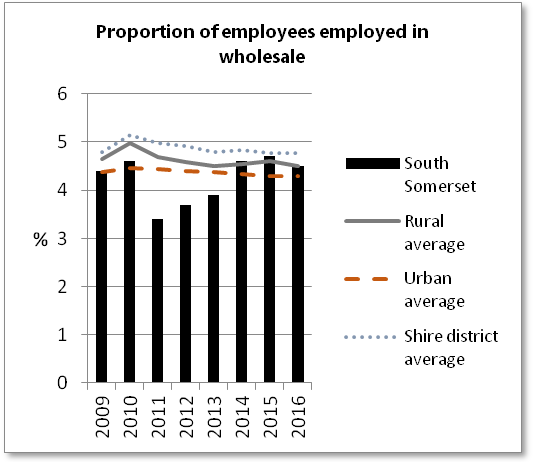 Proportion of employees employed in
wholesale
6
5
4
3
2
1
0
%
2009
2010
2011
2012
2013
2014
2015
2016
South
Somerset
Rural
average
Urban
average
Shire district
average